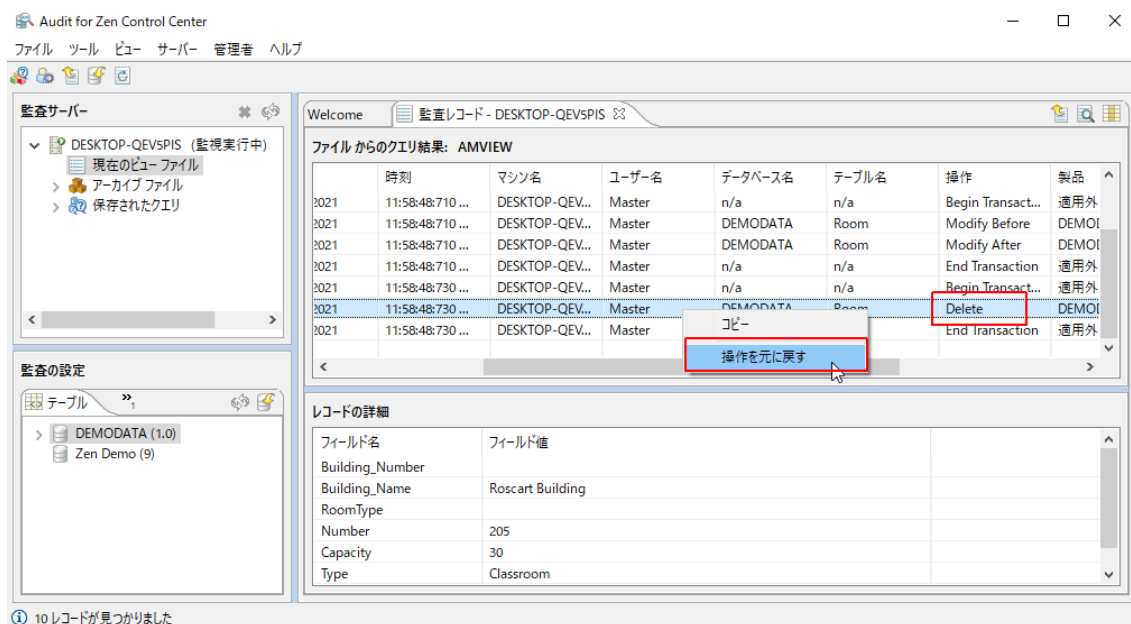 Audit for Zen Control Center
ファイル ツール ビュー サーバー 管理者 ヘルプ
監査サーバー
DESKTOP-QEV5PIS (監視実行中)
現在のビュー ファイル
アーカイブ ファイル
保存されたクエリ
監査の設定
テーブル
1
DEMODATA (1.0)
Zen Demo (9)
Welcome 監査レコード - DESKTOP-QEV5PIS
ファイル からのクエリ結果: AMVIEW
時刻 マシン名 ユーザー名 データベース名 テーブル名 操作 製品
2021 11:58:48:710 ... DESKTOP-QEV... Master n/a n/a Begin Transact... 適用外
2021 11:58:48:710 ... DESKTOP-QEV... Master DEMODATA Room Modify Before DEMO
2021 11:58:48:710 ... DESKTOP-QEV... Master DEMODATA Room Modify After DEMO
2021 11:58:48:710 ... DESKTOP-QEV... Master n/a n/a End Transaction 適用外
2021 11:58:48:730 ... DESKTOP-QEV... Master n/a n/a Begin Transact... 適用外
2021 11:58:48:730 ... DESKTOP-QEV... Master DEMODATA Room Delete DEMO
2021 11:58:48:730 ... DESKTOP-QEV... Master End Transaction 適用外
コピー
操作を元に戻す
レコードの詳細
フィールド名 フィールド値
Building_Number
Building_Name Roscart Building
RoomType
Number 205
Capacity 30
Type Classroom
10 レコードが見つかりました